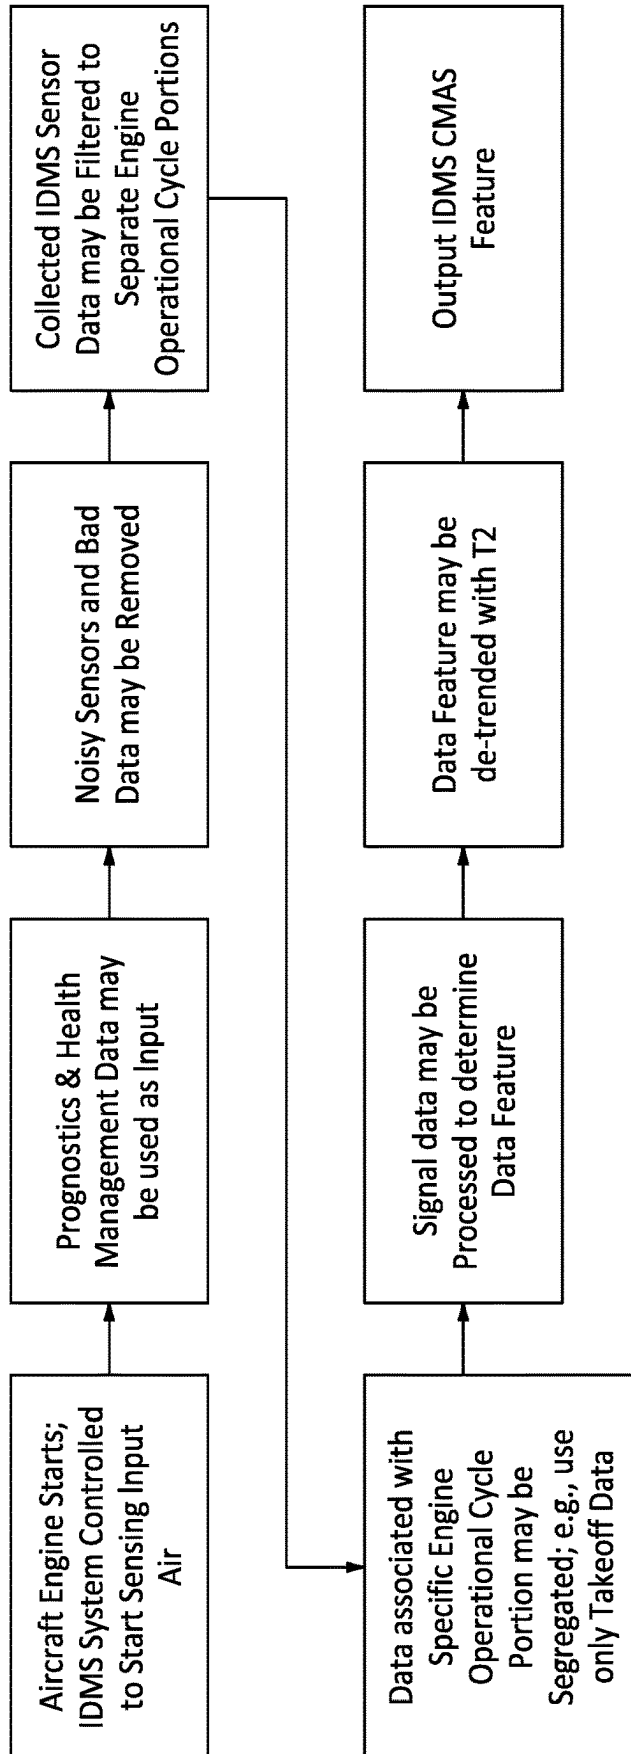 Aircraft Engine Starts;
IDMS System Controlled
to Start Sensing Input
Air
Prognostics & Health
Management Data may
be used as Input
Noisy Sensors and Bad
Data may be Removed
Collected IDMS Sensor
Data may be Filtered to
Separate Engine
Operational Cycle Portions
Data associated with
Specific Engine
Operational Cycle
Portion may be
Segregated; e.g., use
only Takeoff Data
Signal data may be
Processed to determine
Data Feature
Data Feature may be
de-trended with T2
Output IDMS CMAS
Feature